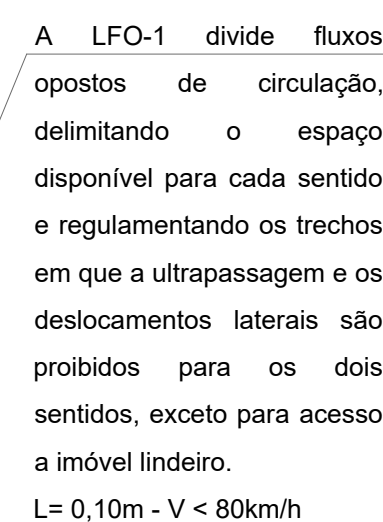 A LFO-1 divide fluxos
opostos de circulação,
delimitando o espaço
disponível para cada sentido
e regulamentando os trechos
em que a ultrapassagem e os
deslocamentos laterais são
proibidos para os dois
sentidos, exceto para acesso
a imóvel lindeiro.
L= 0,10m - V < 80km/h